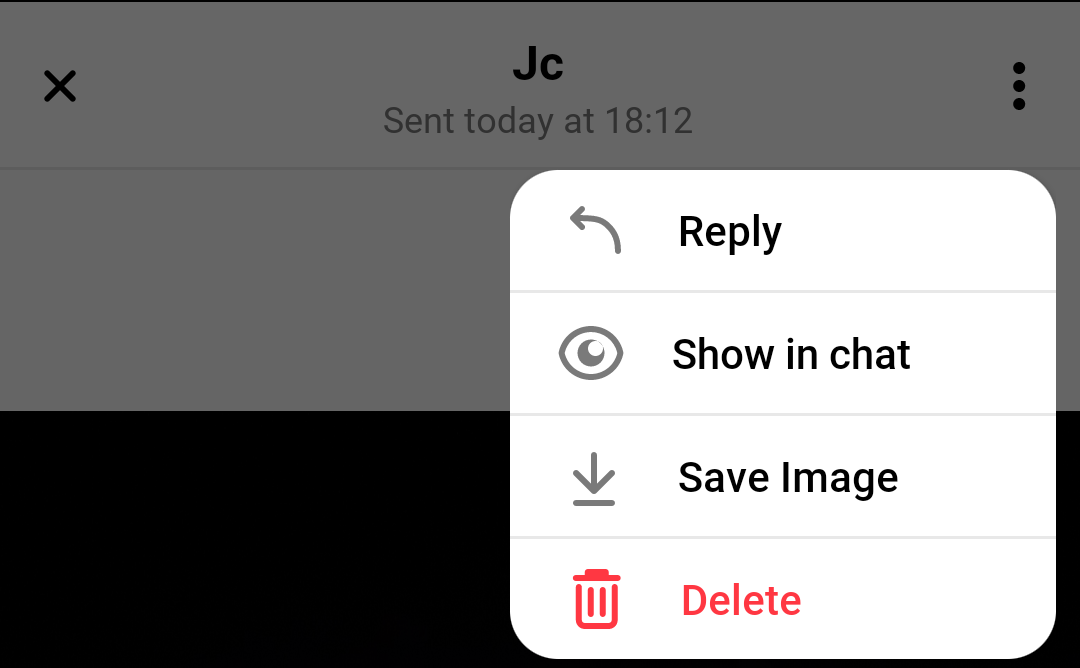 Jc
Sent today at 18:12
Reply
Show in chat
Save Image
Delete